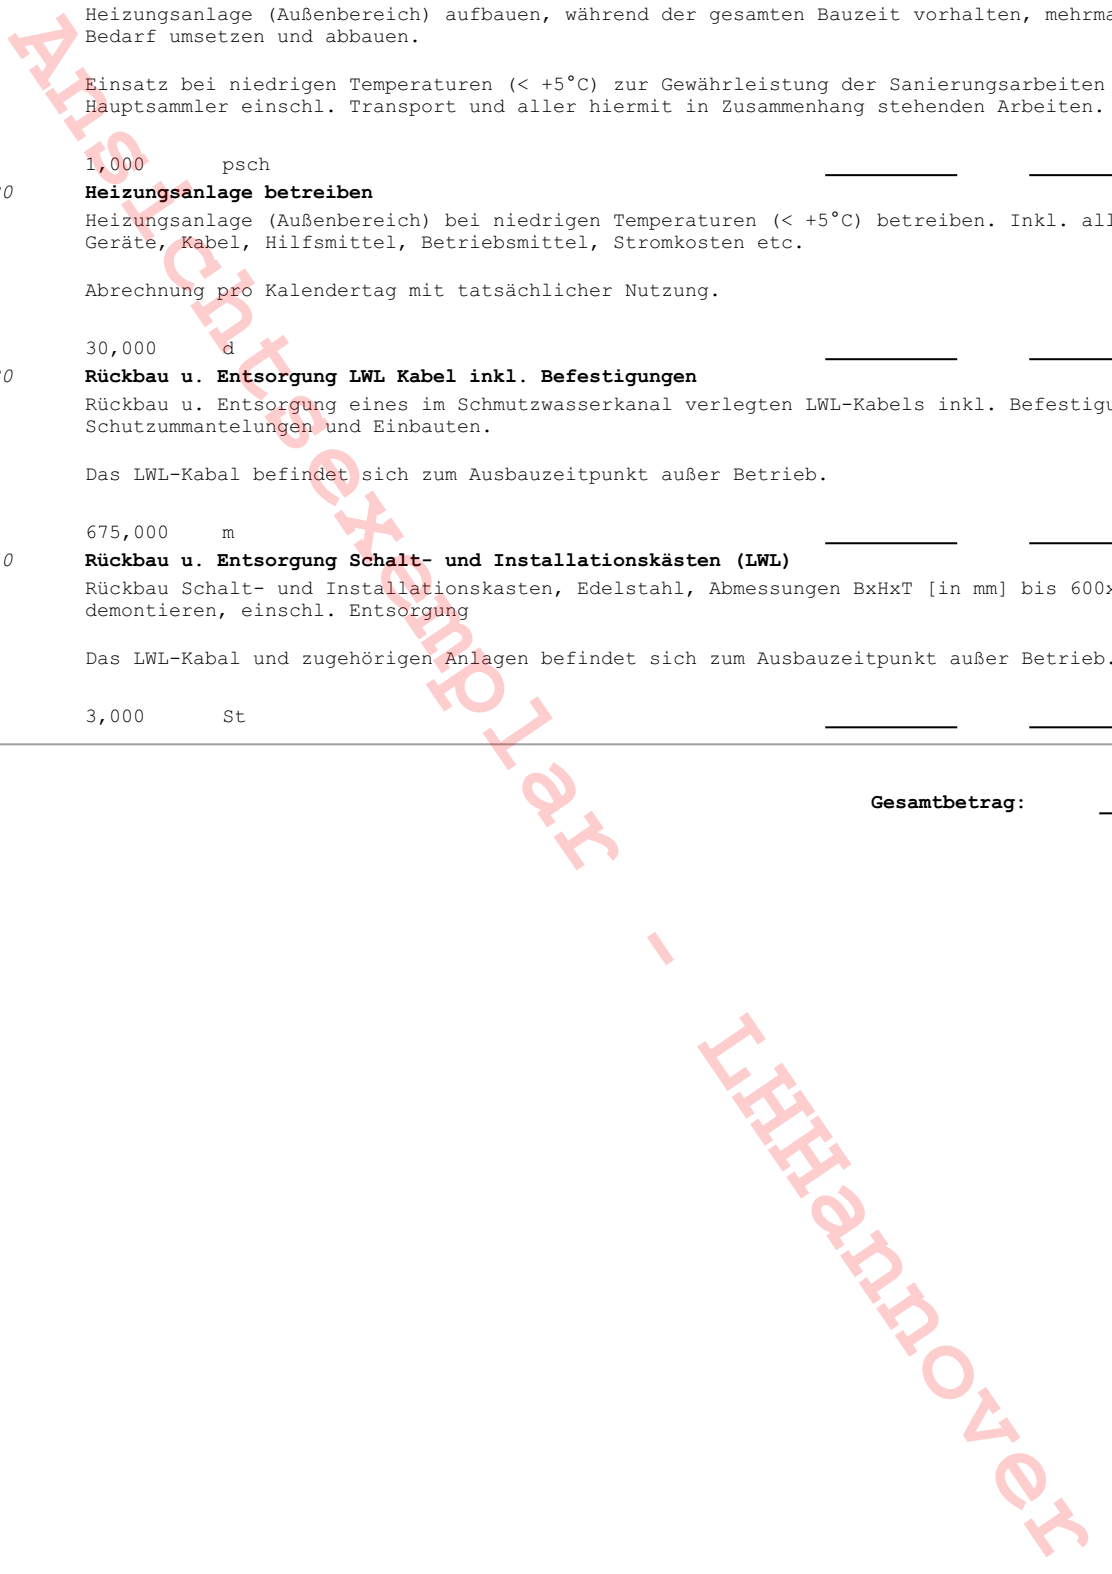 Heizungsanlage (Außenbereich) aufbauen, während der gesamten Bauzeit vorhalten,
Bedarf umsetzen und abbauen.
Einsatz bei niedrigen Temperaturen (< +5°C) zur Gewährleistung der Sanierungsarbeiten
Hauptsammler einschl. Transport und aller hiermit in Zusammenhang stehenden Arbeiten.
1,000 psch
Heizungsanlage betreiben
Heizungsanlage (Außenbereich) bei niedrigen Temperaturen (< +5°C) betreiben. Inkl.
Geräte, Kabel, Hilfsmittel, Betriebsmittel, Stromkosten etc.
Abrechnung pro Kalendertag mit tatsächlicher Nutzung.
30,000 d
Rückbau u. Entsorgung LWL Kabel inkl. Befestigungen
Rückbau u. Entsorgung eines im Schmutzwasserkanal verlegten LWL-Kabels inkl.
Schutzummantelungen und Einbauten.
Das LWL-Kabal befindet sich zum Ausbauzeitpunkt außer Betrieb.
675,000 m
Rückbau u. Entsorgung Schalt- und Installationskästen (LWL)
Rückbau Schalt- und Installationskasten, Edelstahl, Abmessungen BxHxT [in mm] bis 600x
demontieren, einschl. Entsorgung
Das LWL-Kabal und zugehörigen Anlagen befindet sich zum Ausbauzeitpunkt außer Betrieb.
3,000 St
Gesamtbetrag:
Ansichtsexemplar - LHHannover